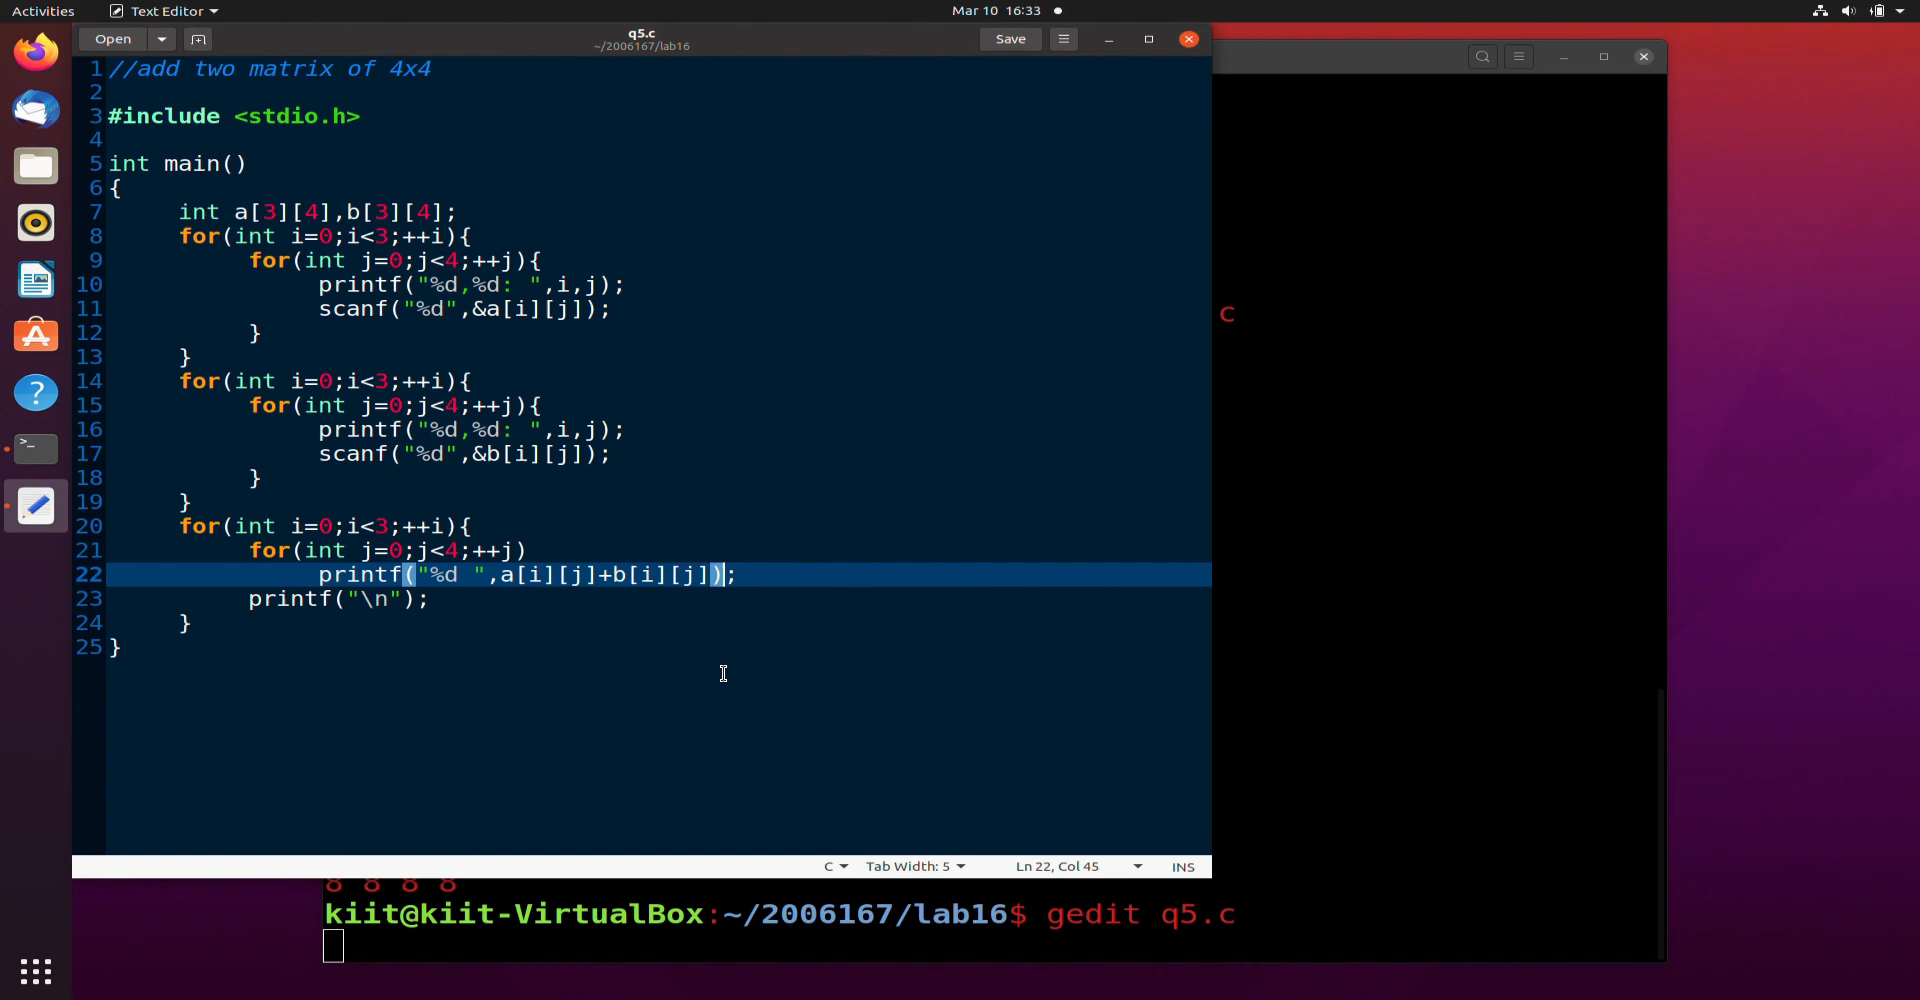 Activities Text Editor Mar 10 16:33
Open q5.c Save
~/2006167/lab16
1 //add two matrix of 4x4
2
3 #include <stdio.h>
4
5 int main()
6 {
7 int a[3][4],b[3][4];
8 for(int i=0;i<3;++i){
9 for(int j=0;j<4;++j){
10 printf("%d,%d: ",i,j);
11 scanf("%d",&a[i][j]);
12 }
13 }
14 for(int i=0;i<3;++i){
15 for(int j=0;j<4;++j){
16 printf("%d,%d: ",i,j);
17 scanf("%d",&b[i][j]);
18 }
19 }
20 for(int i=0;i<3;++i){
21 for(int j=0;j<4;++j)
22 printf("%d ",a[i][j]+b[i][j]);
23 printf("\n");
24 }
25 }
C Tab Width: 5 Ln 22, Col 45 INS
c
8 8 8 8
kiit@kiit-VirtualBox:~/2006167/lab16$ gedit q5.c